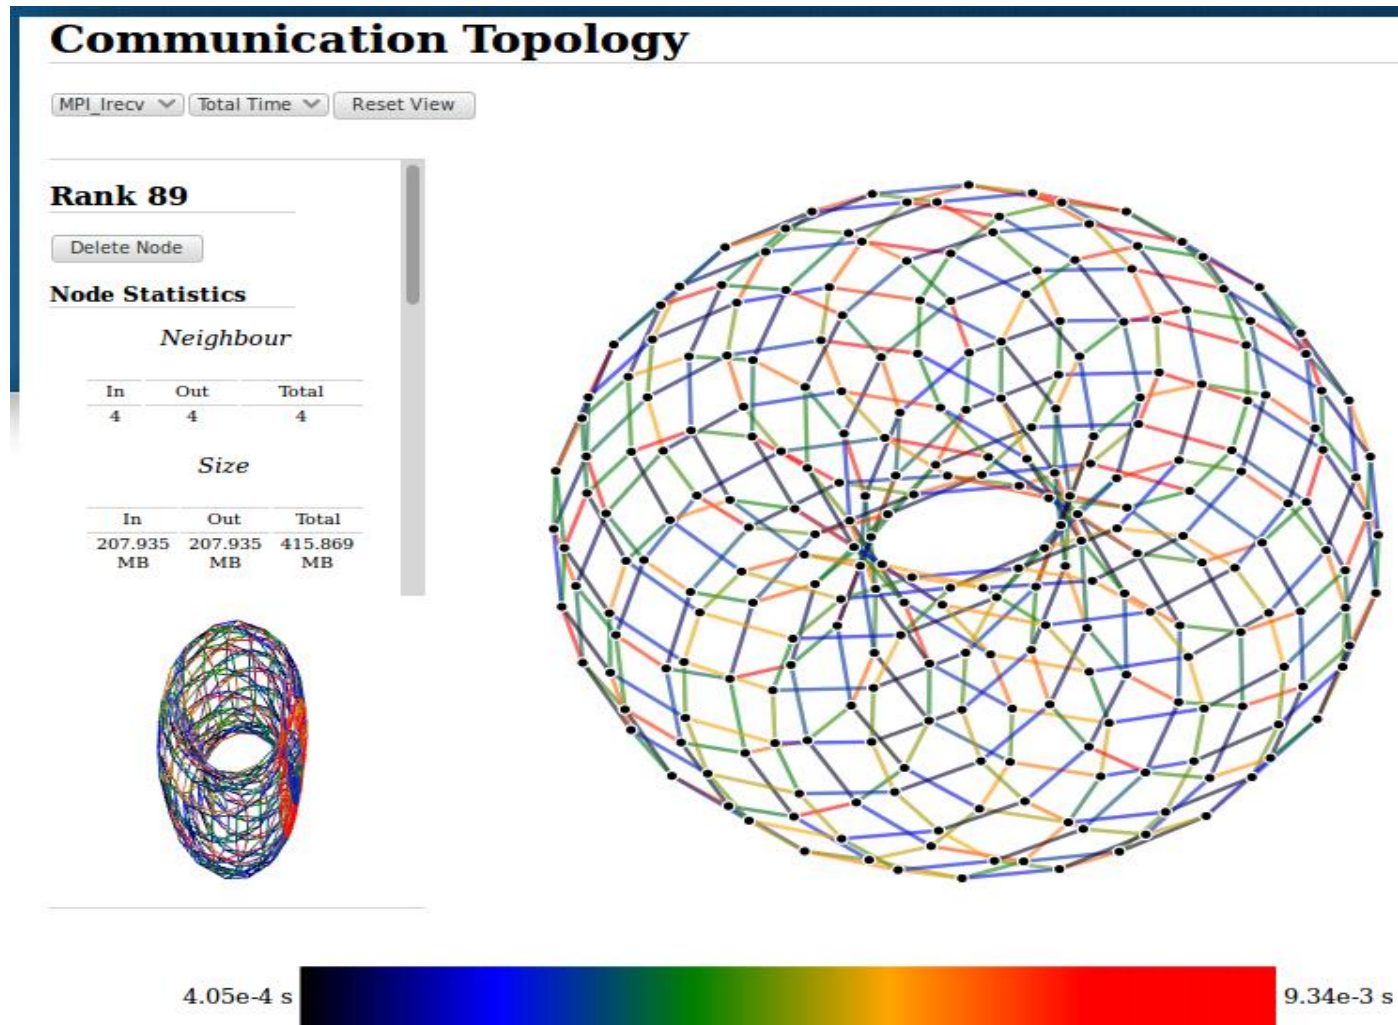 Communication Topology
MPI_Irecv Total Time Reset View
Rank 89
Delete Node
Node Statistics
Neighbour
In Out Total
4 4 4
Size
In Out Total
207.935 207.935 415.869
MB MB MB
4.05e-4 s 9.34e-3 s